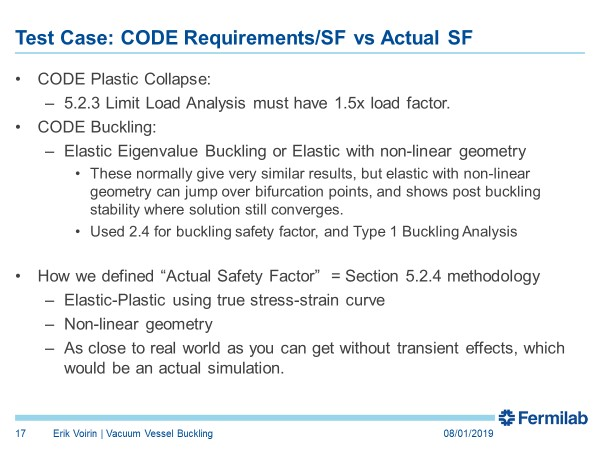 Test Case: CODE Requirements/SF vs Actual SF
• CODE Plastic Collapse:
– 5.2.3 Limit Load Analysis must have 1.5x load factor.
• CODE Buckling:
– Elastic Eigenvalue Buckling or Elastic with non-linear geometry
• These normally give very similar results, but elastic with non-linear
geometry can jump over bifurcation points, and shows post buckling
stability where solution still converges.
• Used 2.4 for buckling safety factor, and Type 1 Buckling Analysis
• How we defined “Actual Safety Factor” = Section 5.2.4 methodology
– Elastic-Plastic using true stress-strain curve
– Non-linear geometry
– As close to real world as you can get without transient effects, which
would be an actual simulation.
Fermilab
17 Erik Voirin | Vacuum Vessel Buckling 08/01/2019